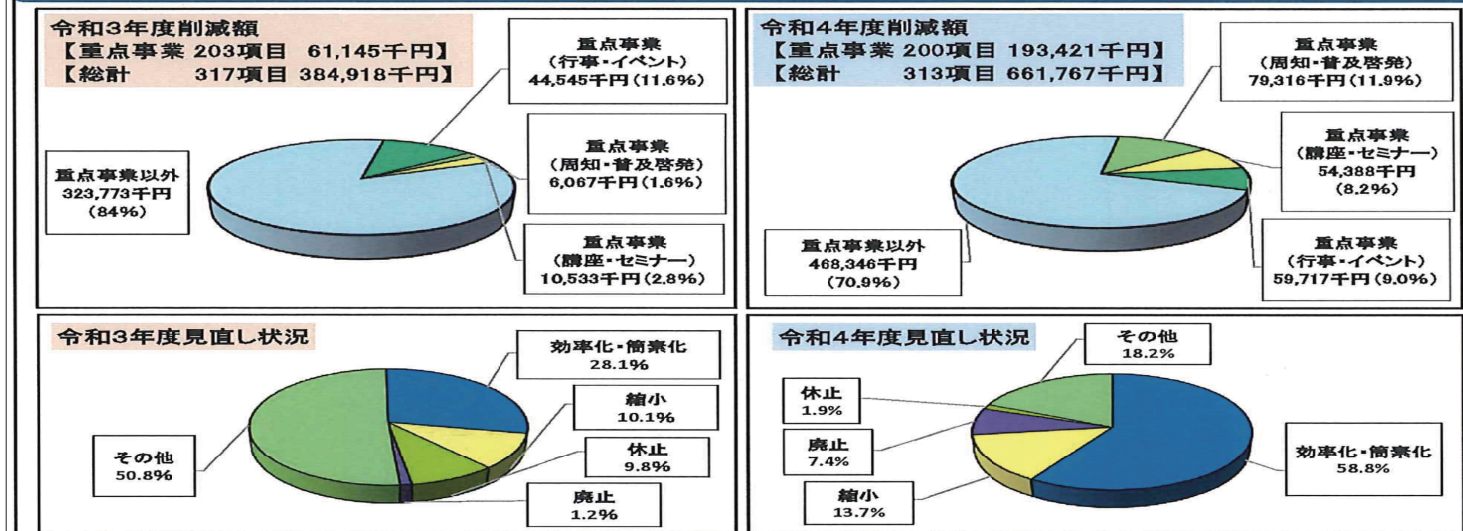 令和3年度削減額
【重点事業 203項目 61,145千円】
【総計 317項目 384,918千円】
重点事業
(行事・イベント)
44,545千円(11.6%)
重点事業
(周知・普及啓発)
6,067千円(1.6%)
重点事業
(講座・セミナー)
10,533千円(2.8%)
重点事業以外
323,773千円
(84%)
令和4年度削減額
【重点事業 200項目 193,421千円】
【総計 313項目 661,767千円】
重点事業
(周知・普及啓発)
79,316千円(11.9%)
重点事業
(講座・セミナー)
54,388千円
(8.2%)
重点事業
(行事・イベント)
59,717千円(9.0%)
重点事業以外
468,346千円
(70.9%)
令和3年度見直し状況
効率化・簡素化
28.1%
縮小
10.1%
休止
9.8%
廃止
1.2%
その他
50.8%
令和4年度見直し状況
その他
18.2%
休止
1.9%
廃止
7.4%
縮小
13.7%
効率化・簡素化
58.8%